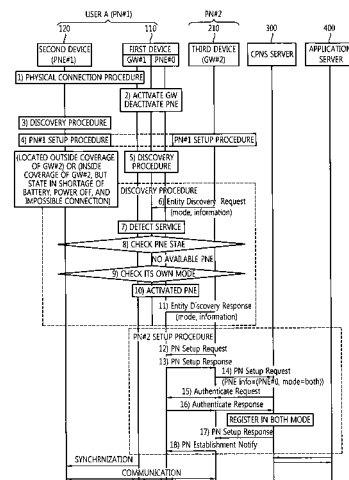 USER A (PN#1)
PN#2
120
110
210
300
400
SECOND DEVICE
(PNE#1)
FIRST DEVICE
GW#1
PNE#0
THIRD DEVICE
(GW#2)
CPNS SERVER
APPLICATION
SERVER
1) PHYSICAL CONNECTION PROCEDURE
2) ACTIVATE GW
DEACTIVATE PNE
3) DISCOVERY PROCEDURE
4) PN#1 SETUP PROCEDURE
PN#1 SETUP PROCEDURE
(LOCATED OUTSIDE COVERAGE
OF GW#2) OR (INSIDE
COVERAGE OF GW#2, BUT
STATE IN SHORTAGE OF
BATTERY, POWER OFF, AND
IMPOSSIBLE CONNECTION)
5) DISCOVERY
PROCEDURE
DISCOVERY PROCEDURE
6) Entity Discovery Request
(mode, information)
7) DETECT SERVICE
8) CHECK PNE STAE
NO AVAILABLE PNE
9) CHECK ITS OWN MODE
10) ACTIVATED PNE
11) Entity Discovery Response
(mode, information)
PN#2 SETUP PROCEDURE
12) PN Setup Request
13) PN Setup Response
14) PN Setup Request
(PNE info=(PNE#0, mode=both))
15) Authenticate Request
16) Authenticate Response
REGISTER IN BOTH MODE
17) PN Setup Response
18) PN Establishment Notify
SYNCHRNIZATION
COMMUNICATION